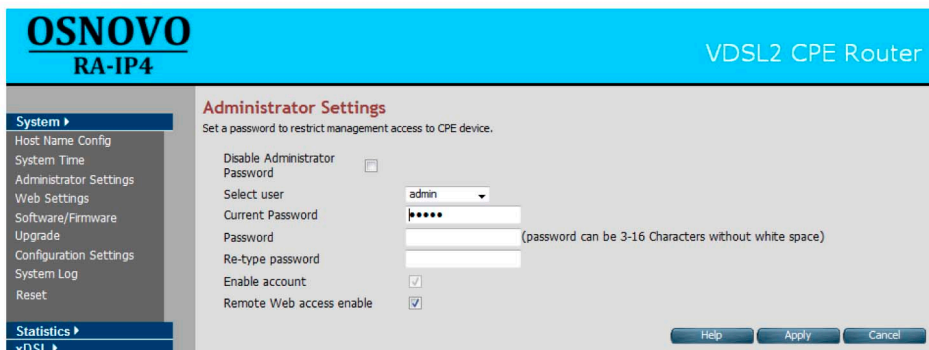 OSNOVO
RA-IP4
VDSL2 CPE Router
System
Host Name Config
System Time
Administrator Settings
Web Settings
Software/Firmware
Upgrade
Configuration Settings
System Log
Reset
Statistics
xDSL
Administrator Settings
Set a password to restrict management access to CPE device.
Disable Administrator
Password
Select user admin
Current Password •••••
Password (password can be 3-16 Characters without white space)
Re-type password
Enable account
Remote Web access enable
Help Apply Cancel